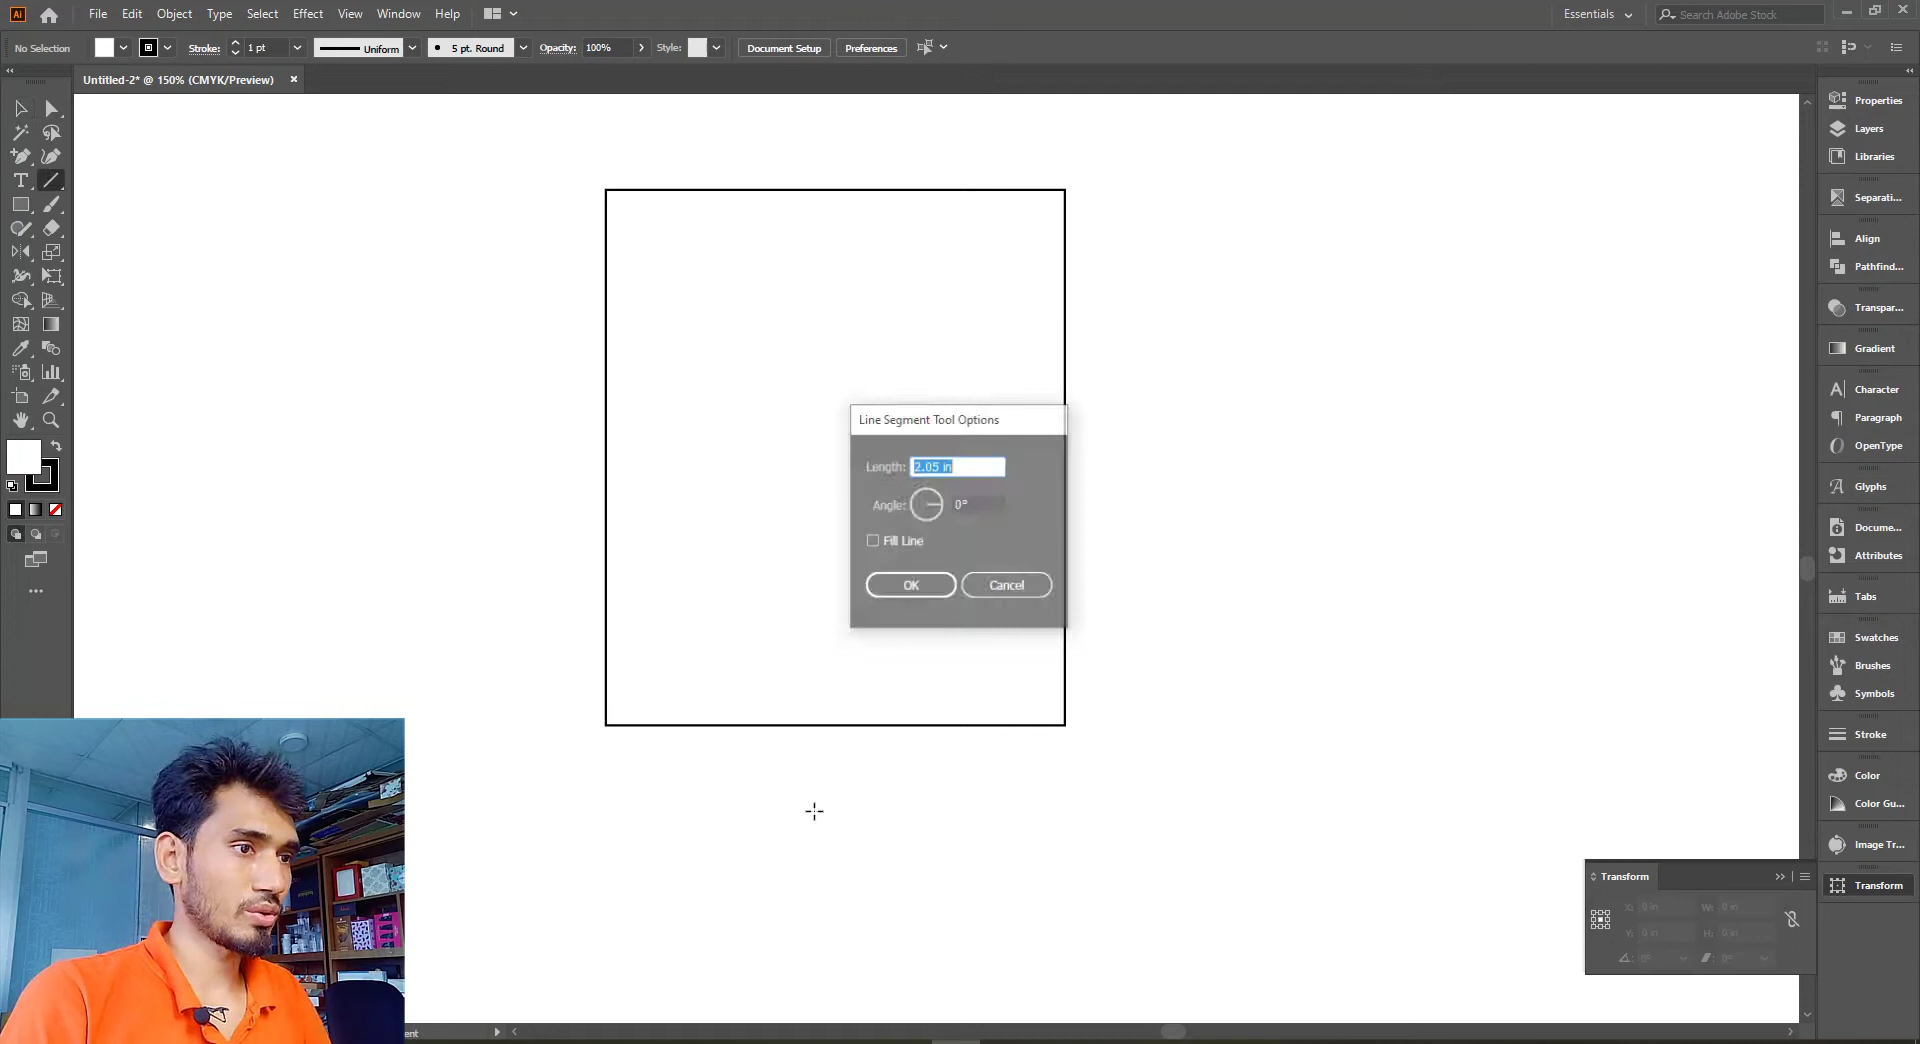 Ai File Edit Object Type Select Effect View Window Help Essentials Search Adobe Stock
No Selection Stroke: 1 pt Uniform 5 pt. Round Opacity: 100% Style: Document Setup Preferences
Untitled-2* @ 150% (CMYK/Preview)
Properties
Layers
Libraries
Separati...
Align
Pathfind...
Transpar...
Gradient
Character
Paragraph
OpenType
Glyphs
Docume...
Attributes
Tabs
Swatches
Brushes
Symbols
Stroke
Color
Color Gu...
Image Tr...
Transform
Line Segment Tool Options
Length: 2.05 in
Angle: 0°
Fill Line
OK Cancel
Transform
X: 0 in W: 0 in
Y: 0 in H: 0 in
0° 0°
ent